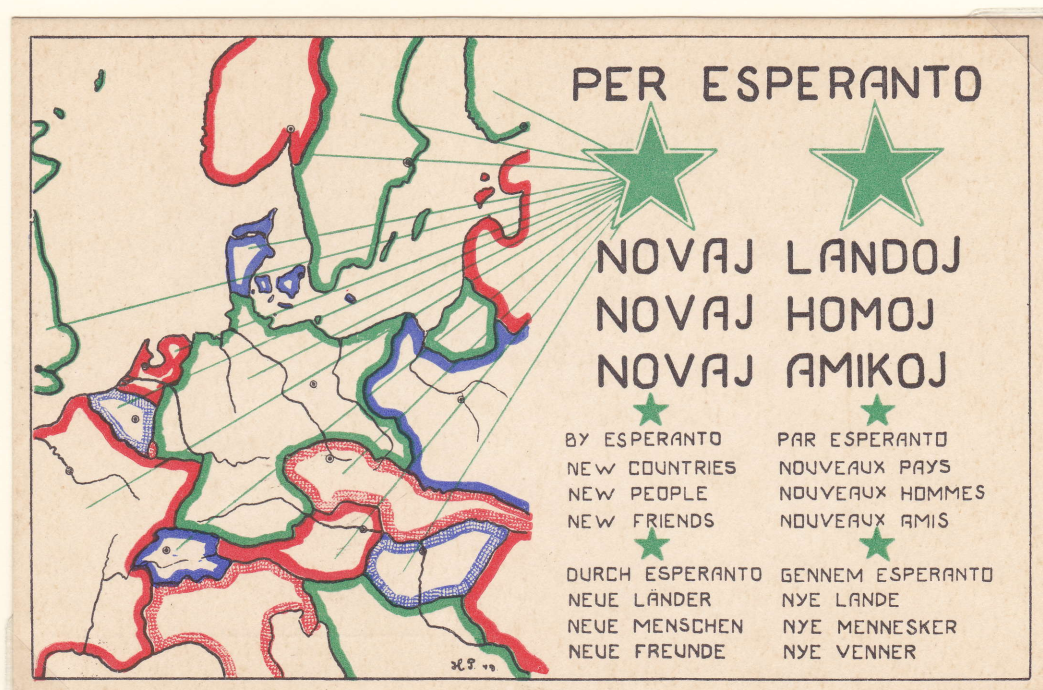 PER ESPERANTO
NOVAJ LANDOJ
NOVAJ HOMOJ
NOVAJ AMIKOJ
BY ESPERANTO
NEW COUNTRIES
NEW PEOPLE
NEW FRIENDS
PAR ESPERANTO
NOUVEAUX PAYS
NOUVEAUX HOMMES
NOUVEAUX AMIS
DURCH ESPERANTO
NEUE LÄNDER
NEUE MENSCHEN
NEUE FREUNDE
GENNEM ESPERANTO
NYE LANDE
NYE MENNESKER
NYE VENNER